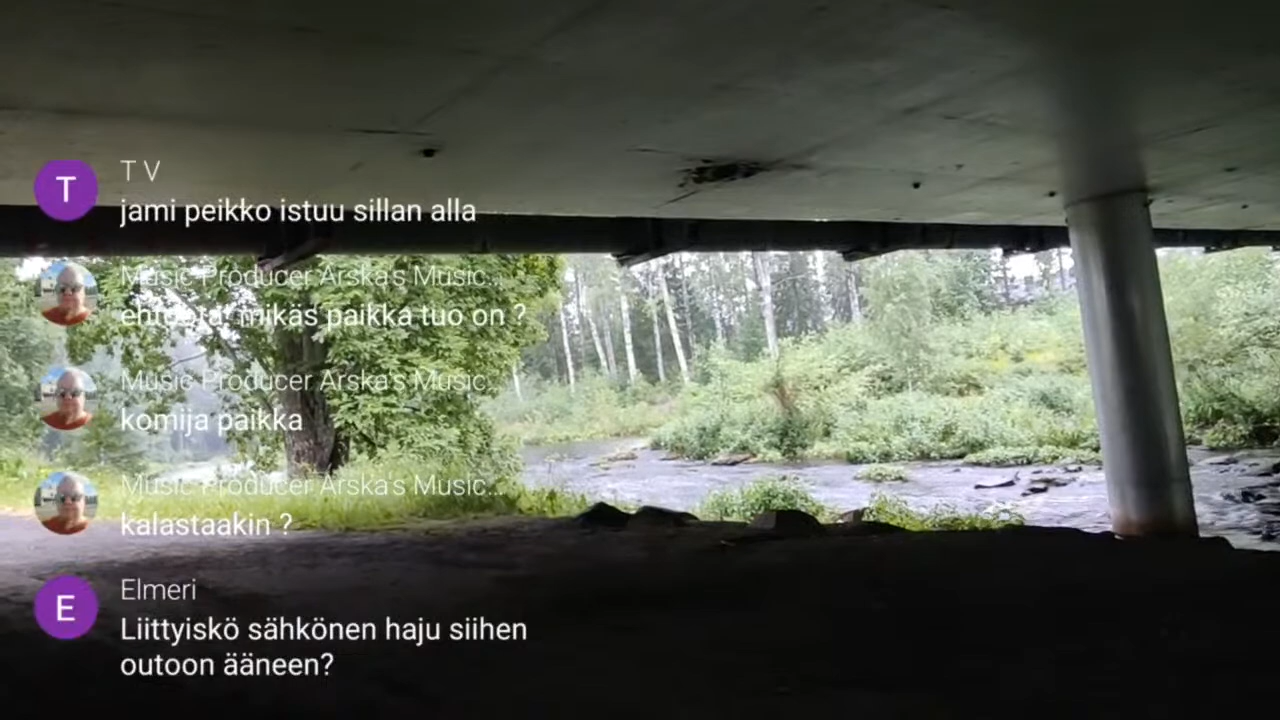 T
T V
jami peikko istuu sillan alla
Music Producer Arska's Music...
ehtoota. mikäs paikka tuo on ?
Music Producer Arska's Music...
komija paikka
Music Producer Arska's Music...
kalastaakin ?
E
Elmeri
Liittyiskö sähkönen haju siihen
outoon ääneen?